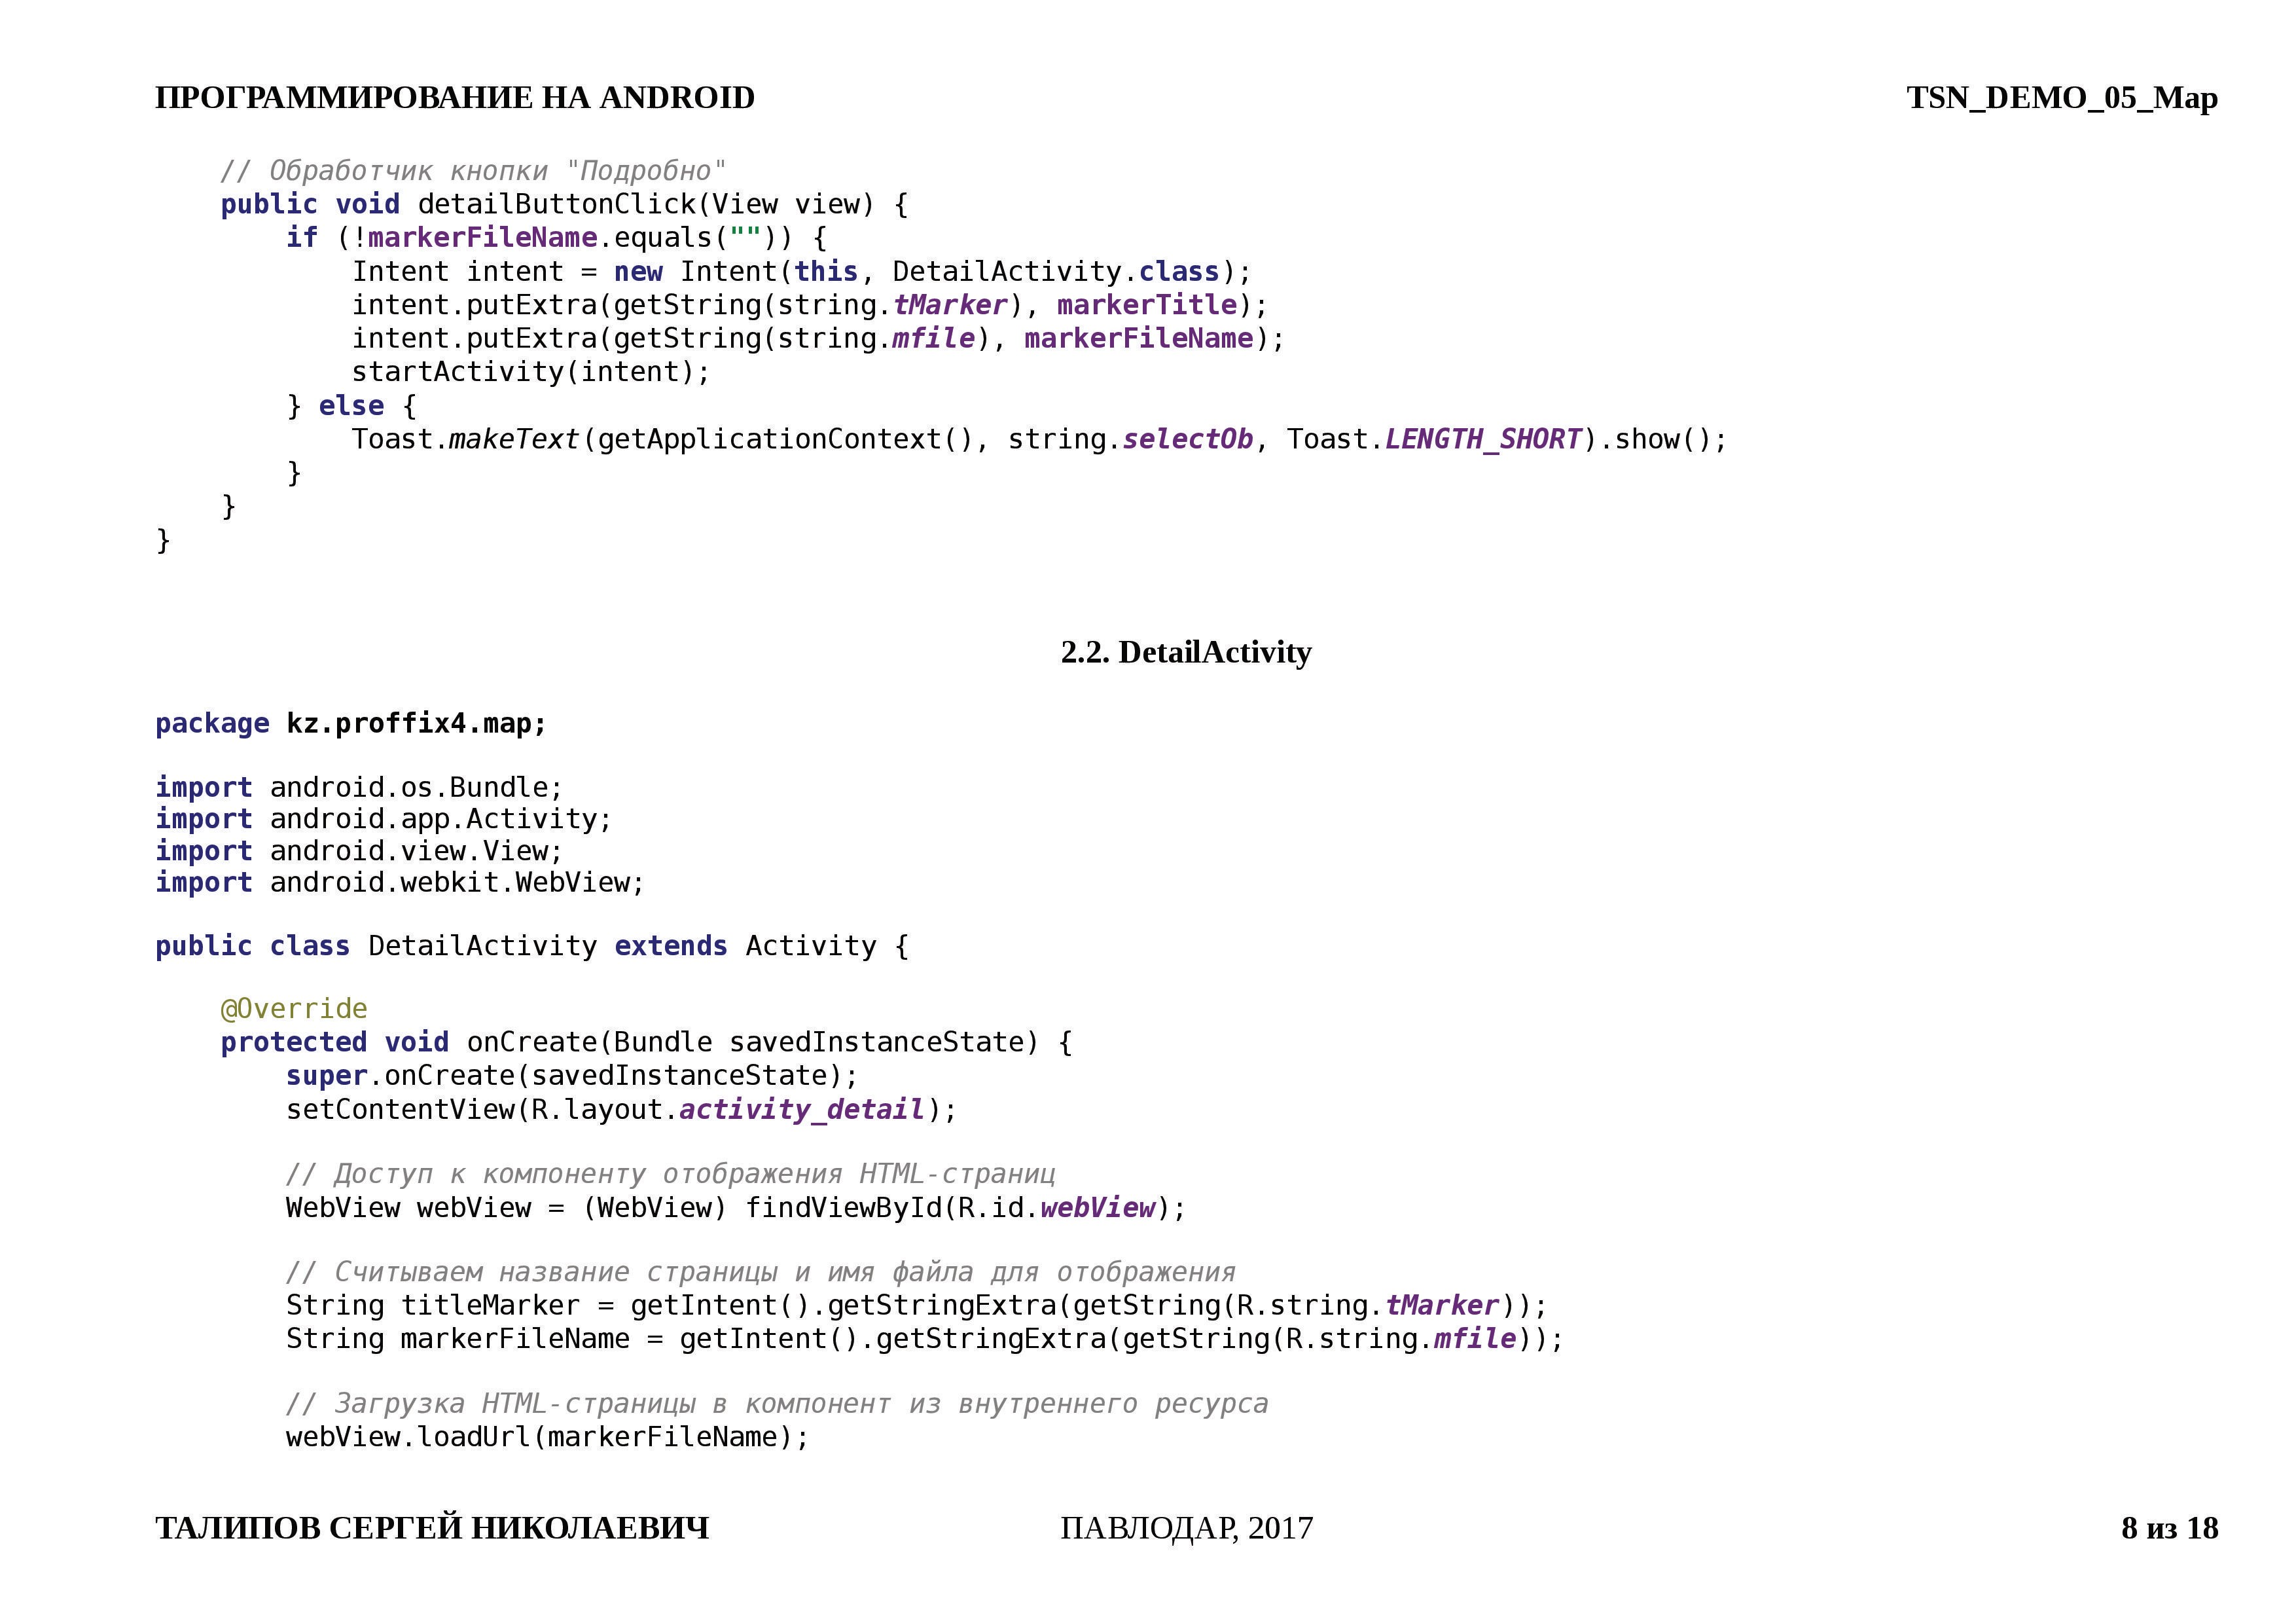 ПРОГРАММИРОВАНИЕ НА ANDROID TSN_DEMO_05_Map
// Обработчик кнопки "Подробно"
public void detailButtonClick(View view) {
if (!markerFileName.equals("")) {
Intent intent = new Intent(this, DetailActivity.class);
intent.putExtra(getString(string.tMarker), markerTitle);
intent.putExtra(getString(string.mfile), markerFileName);
startActivity(intent);
} else {
Toast.makeText(getApplicationContext(), string.selectOb, Toast.LENGTH_SHORT).show();
}
}
}
2.2. DetailActivity
package kz.proffix4.map;
import android.os.Bundle;
import android.app.Activity;
import android.view.View;
import android.webkit.WebView;
public class DetailActivity extends Activity {
@Override
protected void onCreate(Bundle savedInstanceState) {
super.onCreate(savedInstanceState);
setContentView(R.layout.activity_detail);
// Доступ к компоненту отображения HTML-страниц
WebView webView = (WebView) findViewById(R.id.webView);
// Считываем название страницы и имя файла для отображения
String titleMarker = getIntent().getStringExtra(getString(R.string.tMarker));
String markerFileName = getIntent().getStringExtra(getString(R.string.mfile));
// Загрузка HTML-страницы в компонент из внутреннего ресурса
webView.loadUrl(markerFileName);
ТАЛИПОВ СЕРГЕЙ НИКОЛАЕВИЧ ПАВЛОДАР, 2017 8 из 18